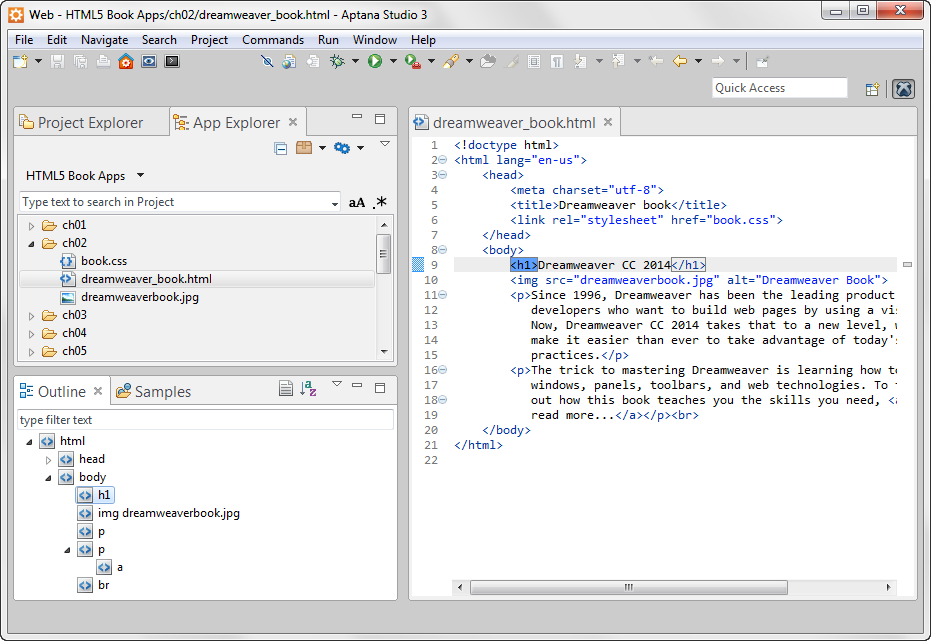 Web - HTML5 Book Apps/ch02/dreamweaver_book.html - Aptana Studio 3
File Edit Navigate Search Project Commands Run Window Help
Quick Access
Project Explorer App Explorer
HTML5 Book Apps
Type text to search in Project aA .*
ch01
ch02
book.css
dreamweaver_book.html
dreamweaverbook.jpg
ch03
ch04
ch05
Outline Samples
type filter text
html
head
body
h1
img dreamweaverbook.jpg
p
p
a
br
dreamweaver_book.html
1 <!doctype html>
2 <html lang="en-us">
3 <head>
4 <meta charset="utf-8">
5 <title>Dreamweaver book</title>
6 <link rel="stylesheet" href="book.css">
7 </head>
8 <body>
9 <h1>Dreamweaver CC 2014</h1>
10 <img src="dreamweaverbook.jpg" alt="Dreamweaver Book">
11 <p>Since 1996, Dreamweaver has been the leading product
12 developers who want to build web pages by using a vis
13 Now, Dreamweaver CC 2014 takes that to a new level, w
14 make it easier than ever to take advantage of today's
15 practices.</p>
16 <p>The trick to mastering Dreamweaver is learning how to
17 windows, panels, toolbars, and web technologies. To
18 out how this book teaches you the skills you need, <a
19 read more...</a></p><br>
20 </body>
21 </html>
22